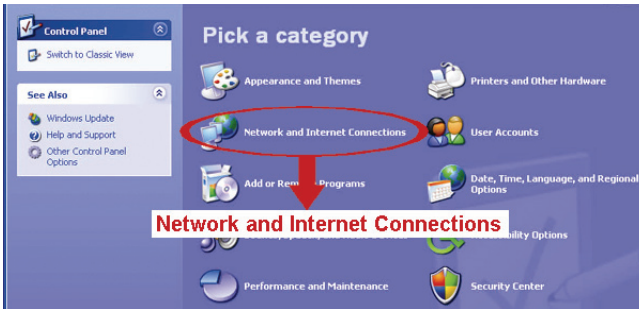 Control Panel
Switch to Classic View
See Also
Windows Update
Help and Support
Other Control Panel
Options
Pick a category
Appearance and Themes
Printers and Other Hardware
Network and Internet Connections
User Accounts
Add or Programs
Date, Time, Language, and Regional
Options
Network and Internet Connections
Options
Performance and Maintenance
Security Center